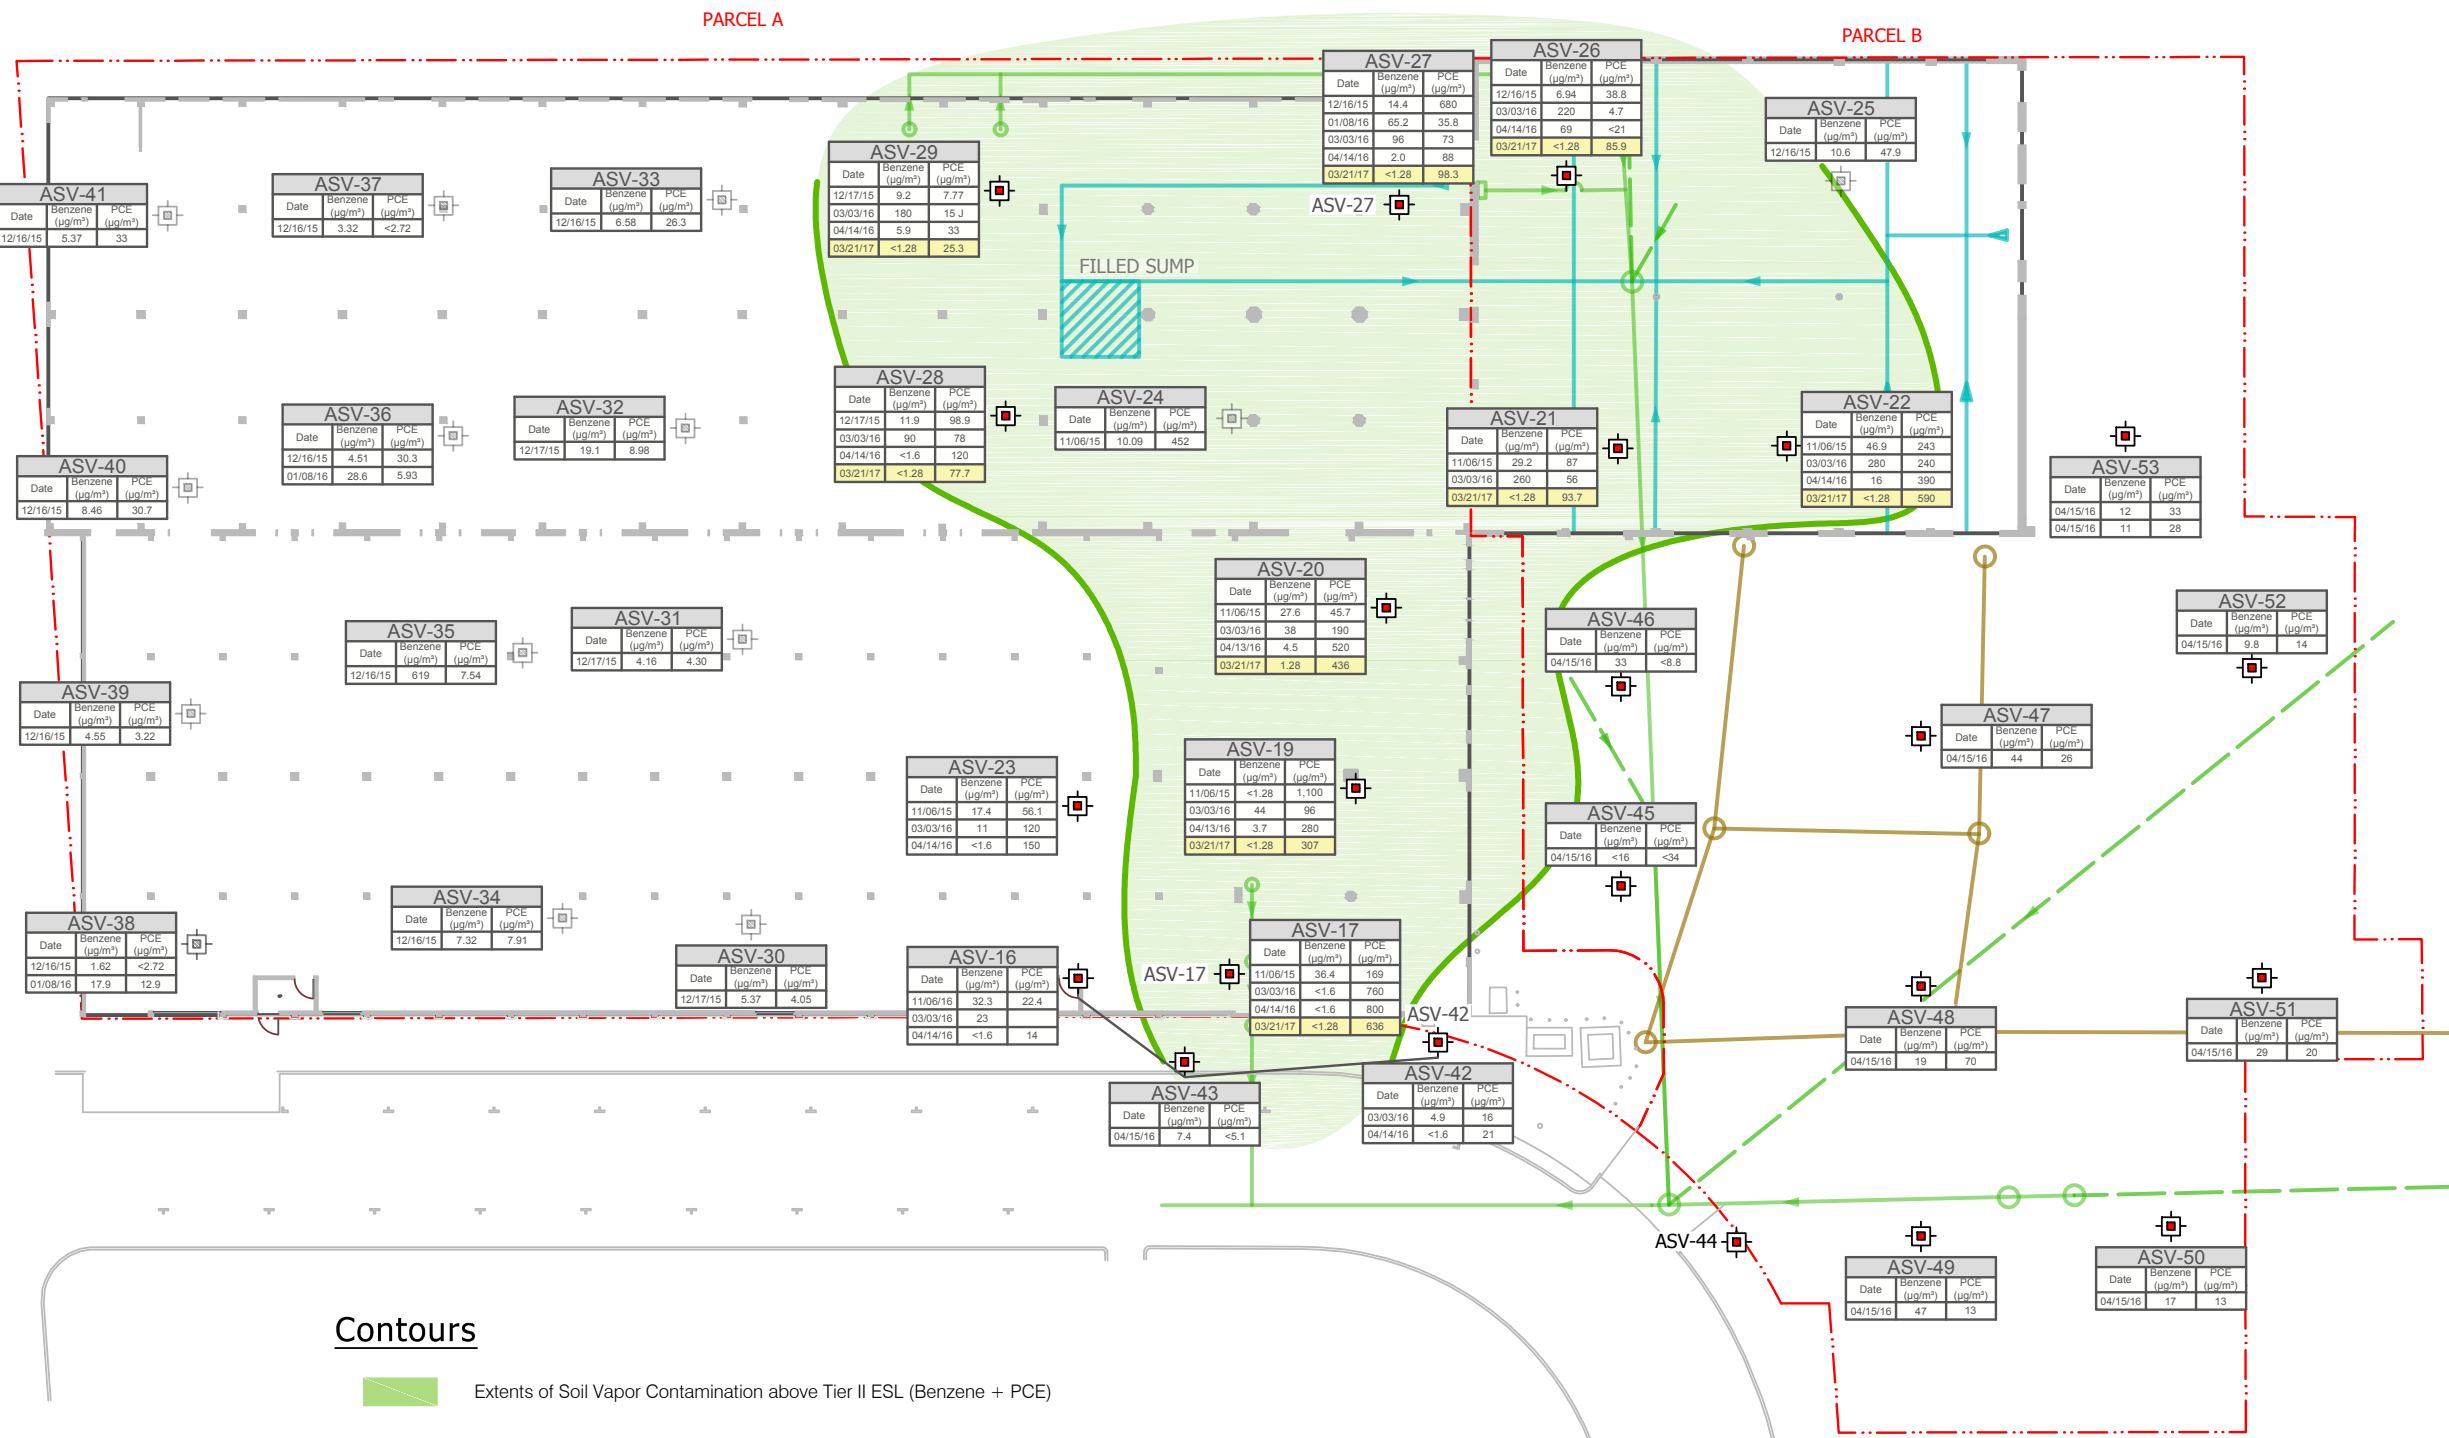 PARCEL A
PARCEL B
ASV-27
Date Benzene (µg/m³) PCE (µg/m³)
12/16/15 14.4 680
01/08/16 65.2 35.8
03/03/16 96 73
04/14/16 2.0 88
03/21/17 <1.28 98.3
ASV-26
Date Benzene (µg/m³) PCE (µg/m³)
12/16/15 6.94 38.8
03/03/16 220 4.7
04/14/16 69 <21
03/21/17 <1.28 85.9
ASV-25
Date Benzene (µg/m³) PCE (µg/m³)
12/16/15 10.6 47.9
ASV-29
Date Benzene (µg/m³) PCE (µg/m³)
12/17/15 9.2 7.77
03/03/16 180 15 J
04/14/16 5.9 33
03/21/17 <1.28 25.3
ASV-33
Date Benzene (µg/m³) PCE (µg/m³)
12/16/15 6.58 26.3
ASV-37
Date Benzene (µg/m³) PCE (µg/m³)
12/16/15 3.32 <2.72
ASV-41
Date Benzene (µg/m³) PCE (µg/m³)
12/16/15 5.37 33
ASV-27
FILLED SUMP
ASV-28
Date Benzene (µg/m³) PCE (µg/m³)
12/17/15 11.9 98.9
03/03/16 90 78
04/14/16 <1.6 120
03/21/17 <1.28 77.7
ASV-24
Date Benzene (µg/m³) PCE (µg/m³)
11/06/15 10.09 452
ASV-21
Date Benzene (µg/m³) PCE (µg/m³)
11/06/15 29.2 87
03/03/16 260 56
03/21/17 <1.28 93.7
ASV-22
Date Benzene (µg/m³) PCE (µg/m³)
11/06/15 46.9 243
03/03/16 280 240
04/14/16 16 390
03/21/17 <1.28 590
ASV-32
Date Benzene (µg/m³) PCE (µg/m³)
12/17/15 19.1 8.98
ASV-36
Date Benzene (µg/m³) PCE (µg/m³)
12/16/15 4.51 30.3
01/08/16 28.6 5.93
ASV-40
Date Benzene (µg/m³) PCE (µg/m³)
12/16/15 8.46 30.7
ASV-53
Date Benzene (µg/m³) PCE (µg/m³)
04/15/16 12 33
04/15/16 11 28
ASV-20
Date Benzene (µg/m³) PCE (µg/m³)
11/06/15 27.6 45.7
03/03/16 38 190
04/13/16 4.5 520
03/21/17 1.28 436
ASV-52
Date Benzene (µg/m³) PCE (µg/m³)
04/15/16 9.8 14
ASV-46
Date Benzene (µg/m³) PCE (µg/m³)
04/15/16 33 <8.8
ASV-31
Date Benzene (µg/m³) PCE (µg/m³)
12/17/15 4.16 4.30
ASV-35
Date Benzene (µg/m³) PCE (µg/m³)
12/16/15 619 7.54
ASV-39
Date Benzene (µg/m³) PCE (µg/m³)
12/16/15 4.55 3.22
ASV-47
Date Benzene (µg/m³) PCE (µg/m³)
04/15/16 44 26
ASV-19
Date Benzene (µg/m³) PCE (µg/m³)
11/06/15 <1.28 1,100
03/03/16 44 96
04/13/16 3.7 280
03/21/17 <1.28 307
ASV-23
Date Benzene (µg/m³) PCE (µg/m³)
11/06/15 17.4 56.1
03/03/16 11 120
04/14/16 <1.6 150
ASV-45
Date Benzene (µg/m³) PCE (µg/m³)
04/15/16 <16 <34
ASV-34
Date Benzene (µg/m³) PCE (µg/m³)
12/16/15 7.32 7.91
ASV-38
Date Benzene (µg/m³) PCE (µg/m³)
12/16/15 1.62 <2.72
01/08/16 17.9 12.9
ASV-30
Date Benzene (µg/m³) PCE (µg/m³)
12/17/15 5.37 4.05
ASV-16
Date Benzene (µg/m³) PCE (µg/m³)
11/06/16 32.3 22.4
03/03/16 23
04/14/16 <1.6 14
ASV-17
ASV-17
Date Benzene (µg/m³) PCE (µg/m³)
11/06/15 36.4 169
03/03/16 <1.6 760
04/14/16 <1.6 800
03/21/17 <1.28 636
ASV-42
ASV-48
Date Benzene (µg/m³) PCE (µg/m³)
04/15/16 19 70
ASV-51
Date Benzene (µg/m³) PCE (µg/m³)
04/15/16 29 20
ASV-43
Date Benzene (µg/m³) PCE (µg/m³)
04/15/16 7.4 <5.1
ASV-42
Date Benzene (µg/m³) PCE (µg/m³)
03/03/16 4.9 16
04/14/16 <1.6 21
ASV-44
ASV-49
Date Benzene (µg/m³) PCE (µg/m³)
04/15/16 47 13
ASV-50
Date Benzene (µg/m³) PCE (µg/m³)
04/15/16 17 13
Contours
Extents of Soil Vapor Contamination above Tier II ESL (Benzene + PCE)